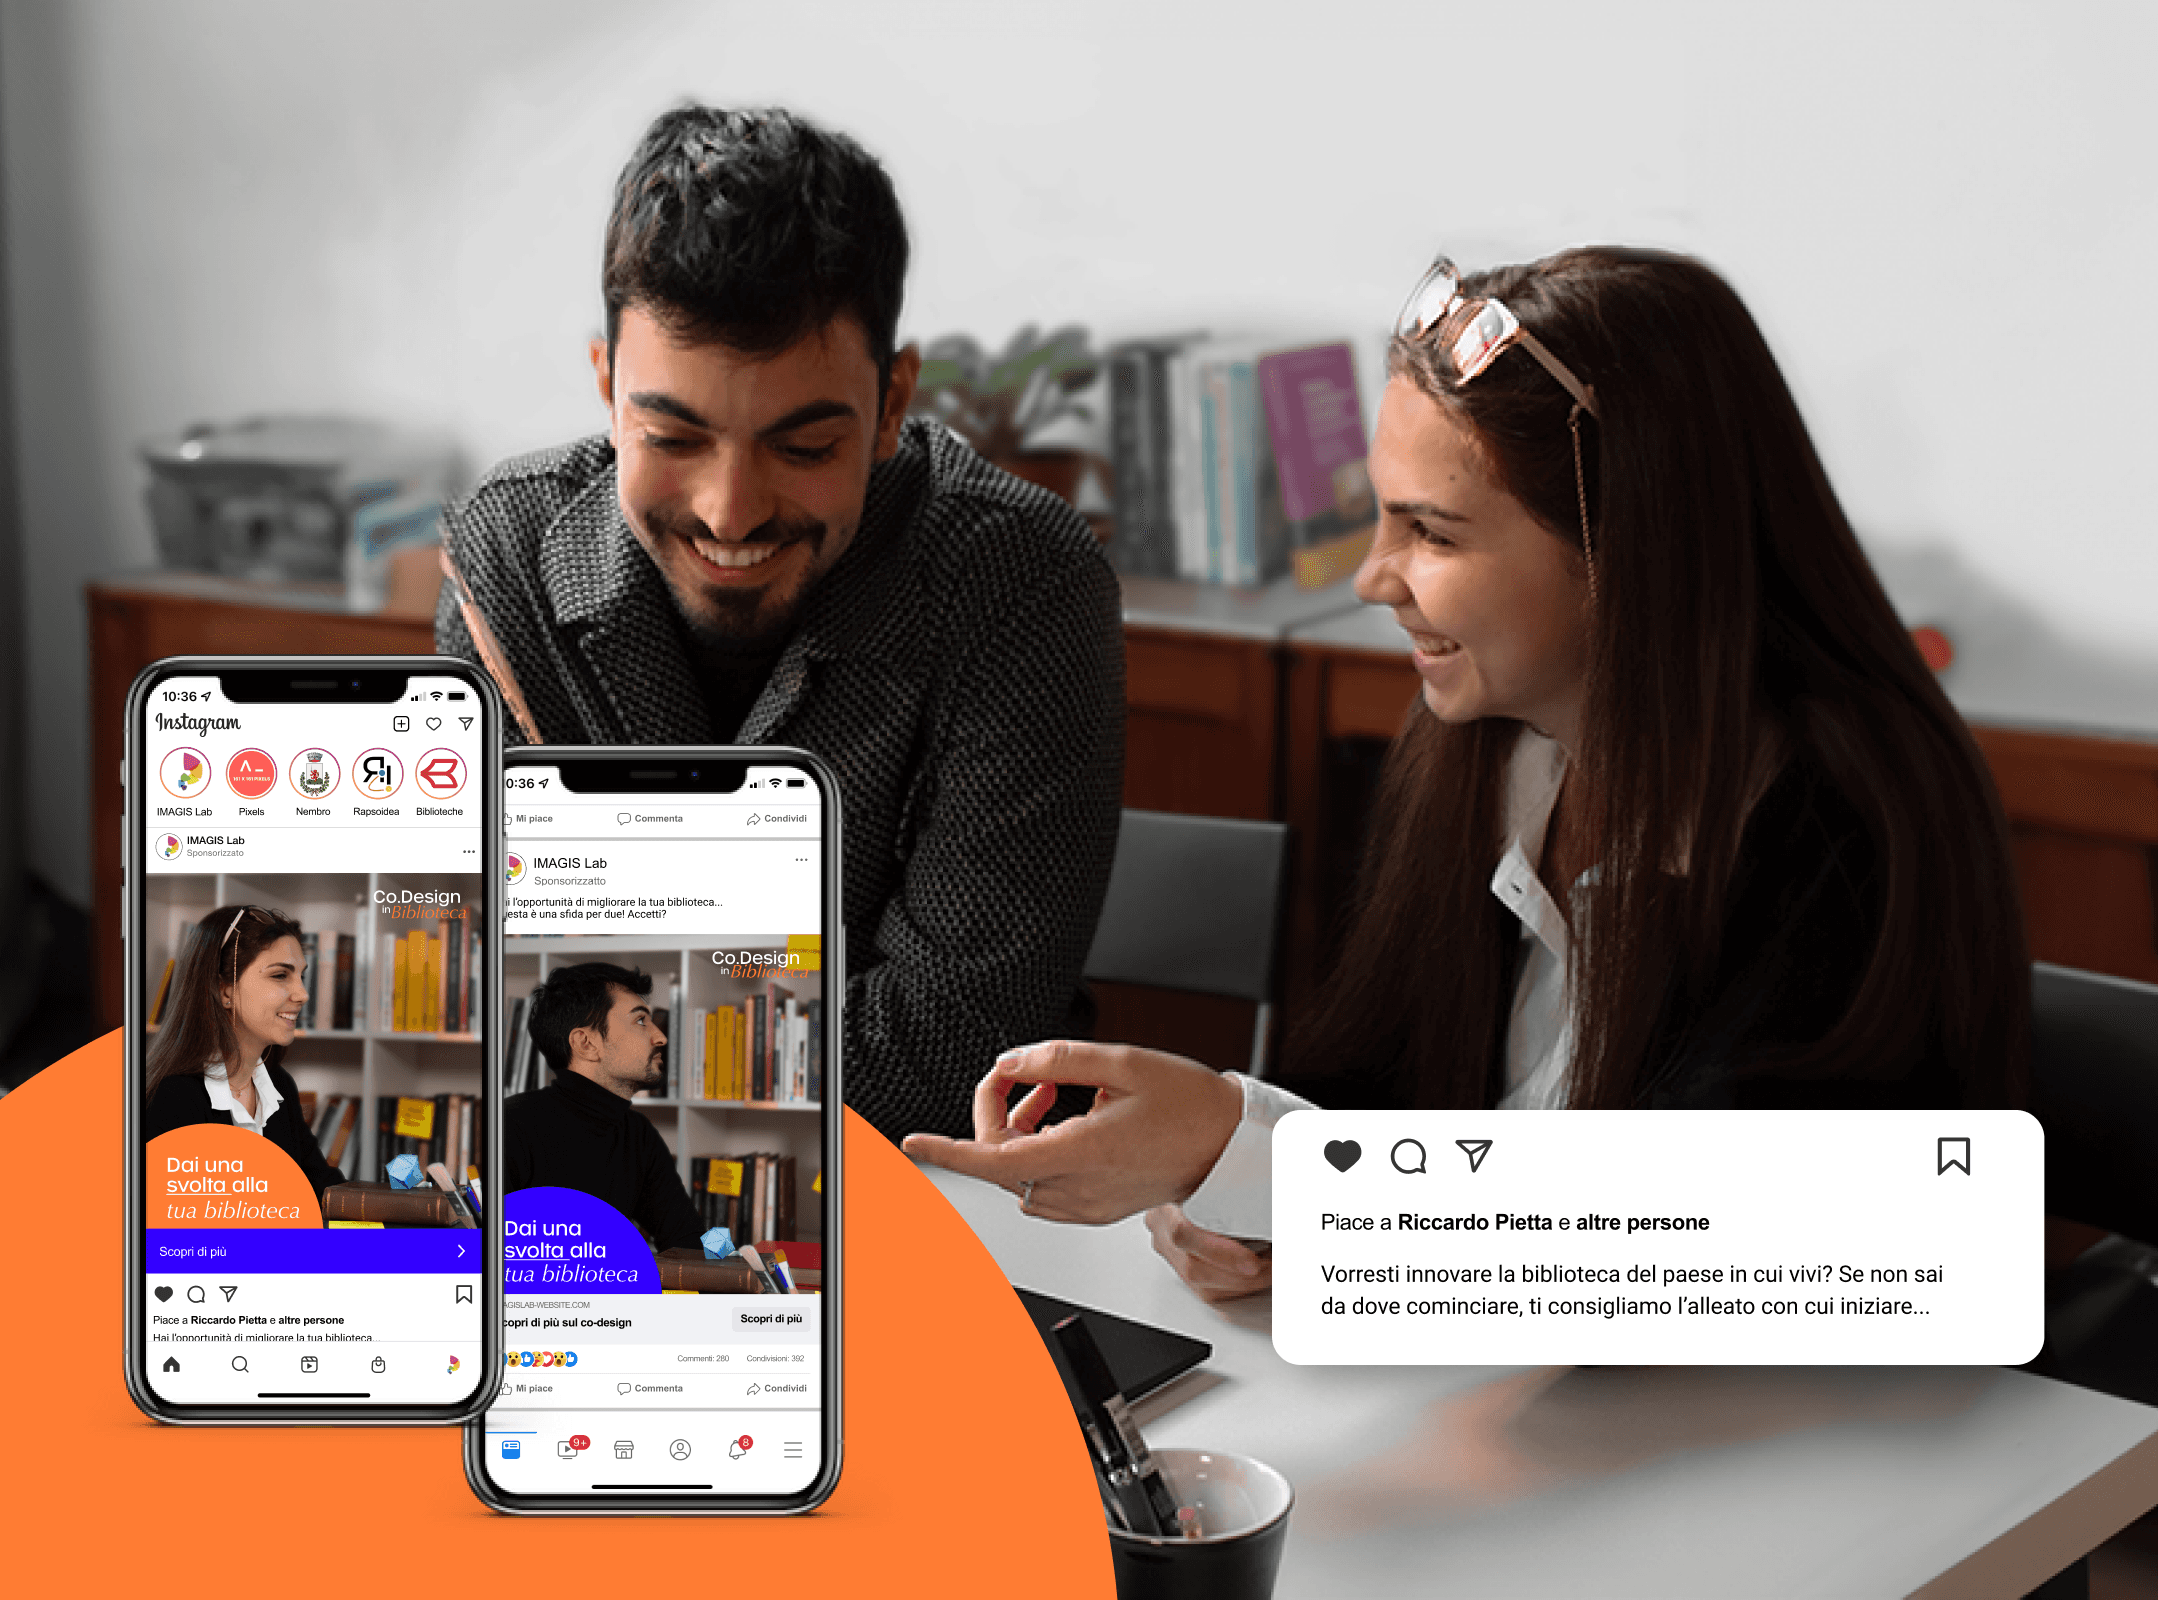 10:36
Instagram
IMAGIS Lab
Pixels
Nembro
Rapsoidea
Biblioteche
IMAGIS Lab
Sponsorizzato
Co.Design
in Biblioteca
Dai una
svolta alla
tua biblioteca
Scopri di più
Piace a Riccardo Pietta e altre persone
Hai l'opportunità di migliorare la tua biblioteca...
0:36
Mi piace
Commenta
Condividi
IMAGIS Lab
Sponsorizzatto
i l'opportunità di migliorare la tua biblioteca...
esta è una sfida per due! Accetti?
Co.Design
in Biblioteca
Dai una
svolta alla
tua biblioteca
AGISLAB-WEBSITE.COM
copri di più sul co-design
Scopri di più
Commenti: 280
Condivisioni: 392
Mi piace
Commenta
Condividi
9+
8
Piace a Riccardo Pietta e altre persone
Vorresti innovare la biblioteca del paese in cui vivi? Se non sai
da dove cominciare, ti consigliamo l'alleato con cui iniziare...